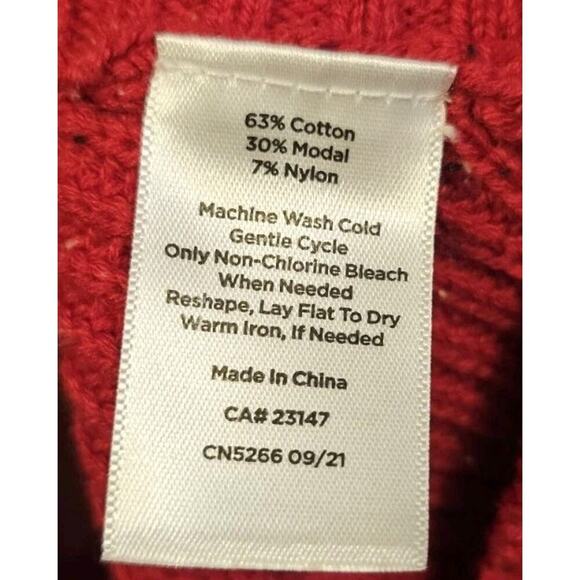 63% Cotton
30% Modal
7% Nylon
Machine Wash Cold
Gentle Cycle
Only Non-Chlorine Bleach
When Needed
Reshape, Lay Flat To Dry
Warm Iron, If Needed
Made In China
CA# 23147
CN5266 09/21